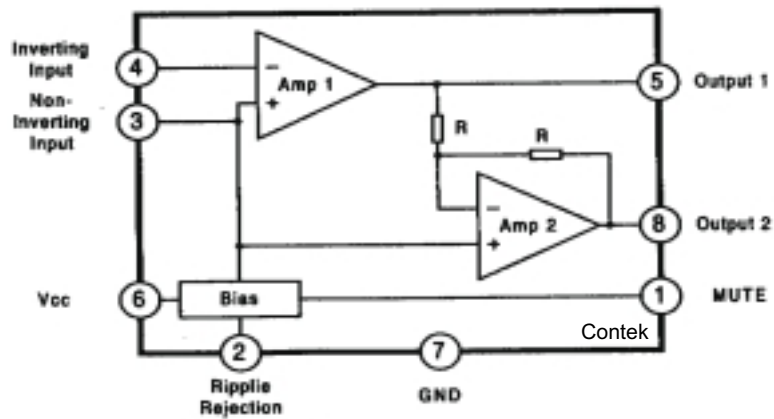 Inverting
Input
4
Non-
Inverting
Input
3
−
+
Amp 1
5
Output 1
R
R
−
+
Amp 2
8
Output 2
Vcc
6
Bias
1
MUTE
Contek
2
7
Ripplie
Rejection
GND